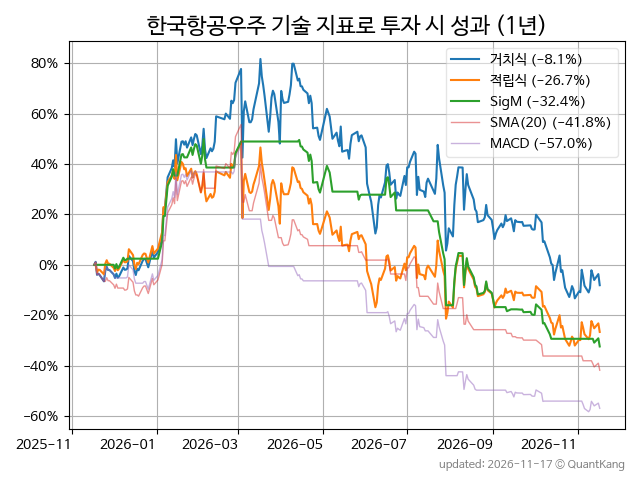 한국항공우주 기술 지표로 투자 시 성과 (1년)
거치식 (−8.1%)
적립식 (−26.7%)
SigM (−32.4%)
SMA(20) (−41.8%)
MACD (−57.0%)
80%
60%
40%
20%
0%
−20%
−40%
−60%
2025-11
2026-01
2026-03
2026-05
2026-07
2026-09
2026-11
updated: 2026-11-17 © QuantKang